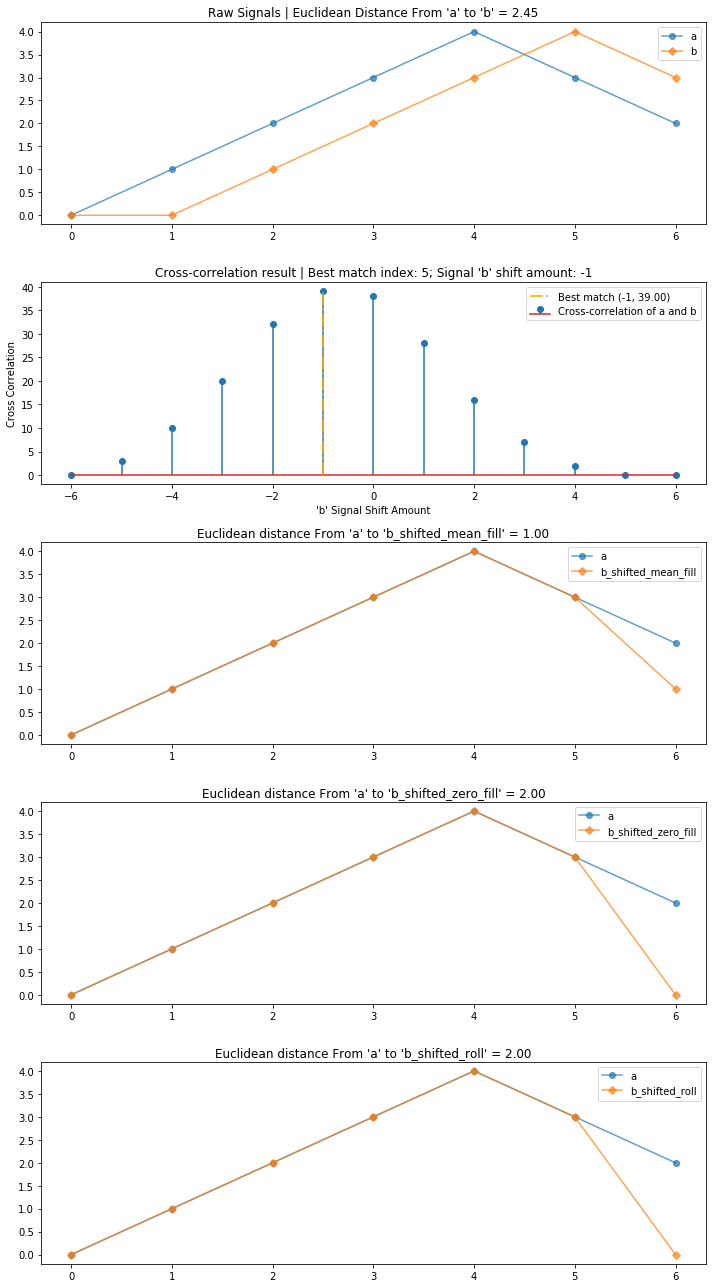 Raw Signals | Euclidean Distance From 'a' to 'b' = 2.45
4.0
3.5
3.0
2.5
2.0
1.5
1.0
0.5
0.0
a
b
0 1 2 3 4 5 6
Cross-correlation result | Best match index: 5; Signal 'b' shift amount: -1
Cross Correlation
40
35
30
25
20
15
10
5
0
Best match (-1, 39.00)
Cross-correlation of a and b
−6 −4 −2 0 2 4 6
'b' Signal Shift Amount
Euclidean distance From 'a' to 'b_shifted_mean_fill' = 1.00
4.0
3.5
3.0
2.5
2.0
1.5
1.0
0.5
0.0
a
b_shifted_mean_fill
0 1 2 3 4 5 6
Euclidean distance From 'a' to 'b_shifted_zero_fill' = 2.00
4.0
3.5
3.0
2.5
2.0
1.5
1.0
0.5
0.0
a
b_shifted_zero_fill
0 1 2 3 4 5 6
Euclidean distance From 'a' to 'b_shifted_roll' = 2.00
4.0
3.5
3.0
2.5
2.0
1.5
1.0
0.5
0.0
a
b_shifted_roll
0 1 2 3 4 5 6